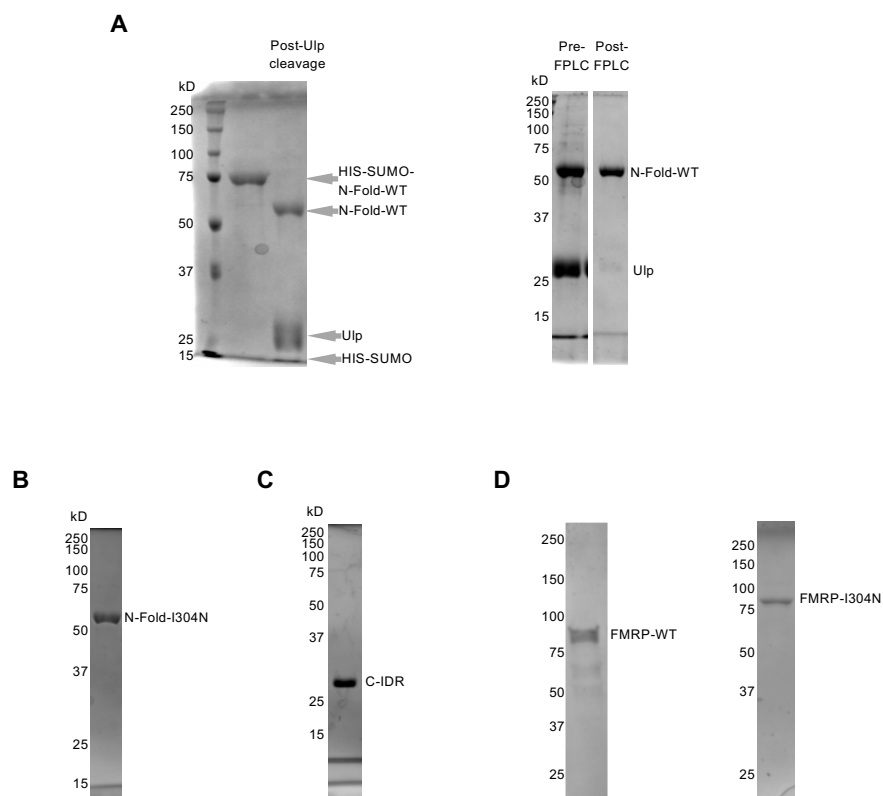 A
Post-Ulp
cleavage
kD
250
150
100
75
50
37
25
15
HIS-SUMO-
N-Fold-WT
N-Fold-WT
Ulp
HIS-SUMO
Pre-
FPLC
Post-
FPLC
kD
250
150
100
75
50
37
25
15
N-Fold-WT
Ulp
B
kD
250
150
100
75
50
37
25
15
N-Fold-I304N
C
kD
250
150
100
75
50
37
25
15
C-IDR
D
250
150
100
75
50
37
25
FMRP-WT
250
150
100
75
50
37
25
FMRP-I304N